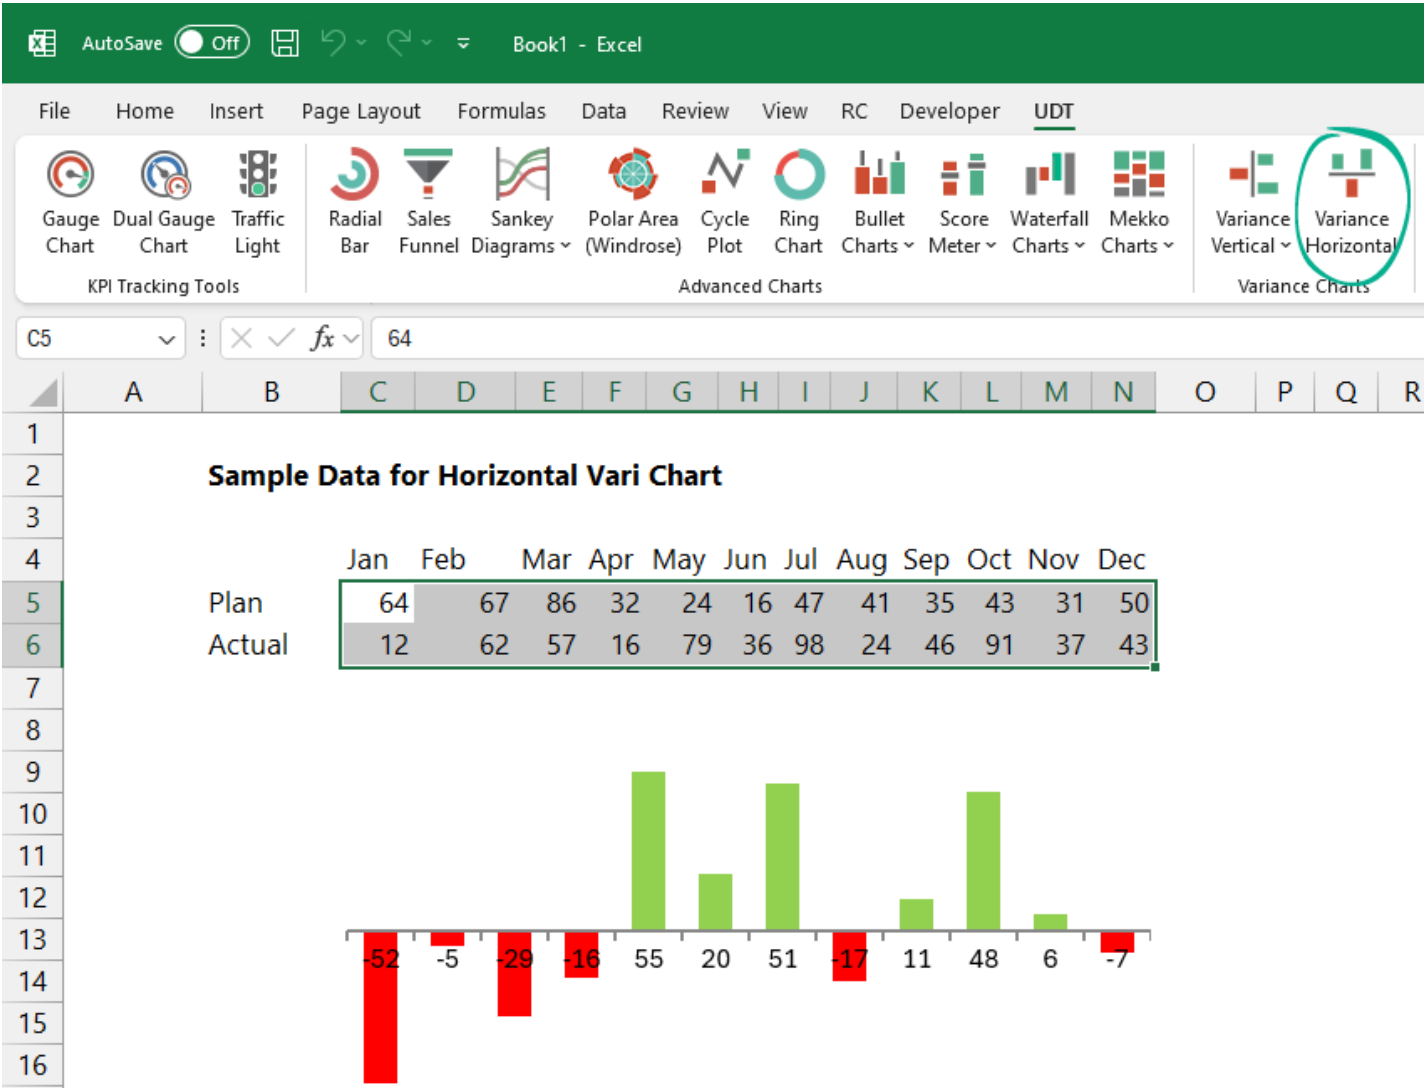 AutoSave Off Book1 - Excel
File Home Insert Page Layout Formulas Data Review View RC Developer UDT
Gauge Chart
Dual Gauge Chart
Traffic Light
Radial Bar
Sales Funnel
Sankey Diagrams
Polar Area (Windrose)
Cycle Plot
Ring Chart
Bullet Charts
Score Meter
Waterfall Charts
Mekko Charts
Variance Vertical
Variance Horizontal
KPI Tracking Tools Advanced Charts Variance Charts
C5 fx 64
A B C D E F G H I J K L M N O P Q R
1
2 Sample Data for Horizontal Vari Chart
3
4 Jan Feb Mar Apr May Jun Jul Aug Sep Oct Nov Dec
5 Plan 64 67 86 32 24 16 47 41 35 43 31 50
6 Actual 12 62 57 16 79 36 98 24 46 91 37 43
7
8
9
10
11
12
13
-52 -5 -29 -16 55 20 51 -17 11 48 6 -7
14
15
16